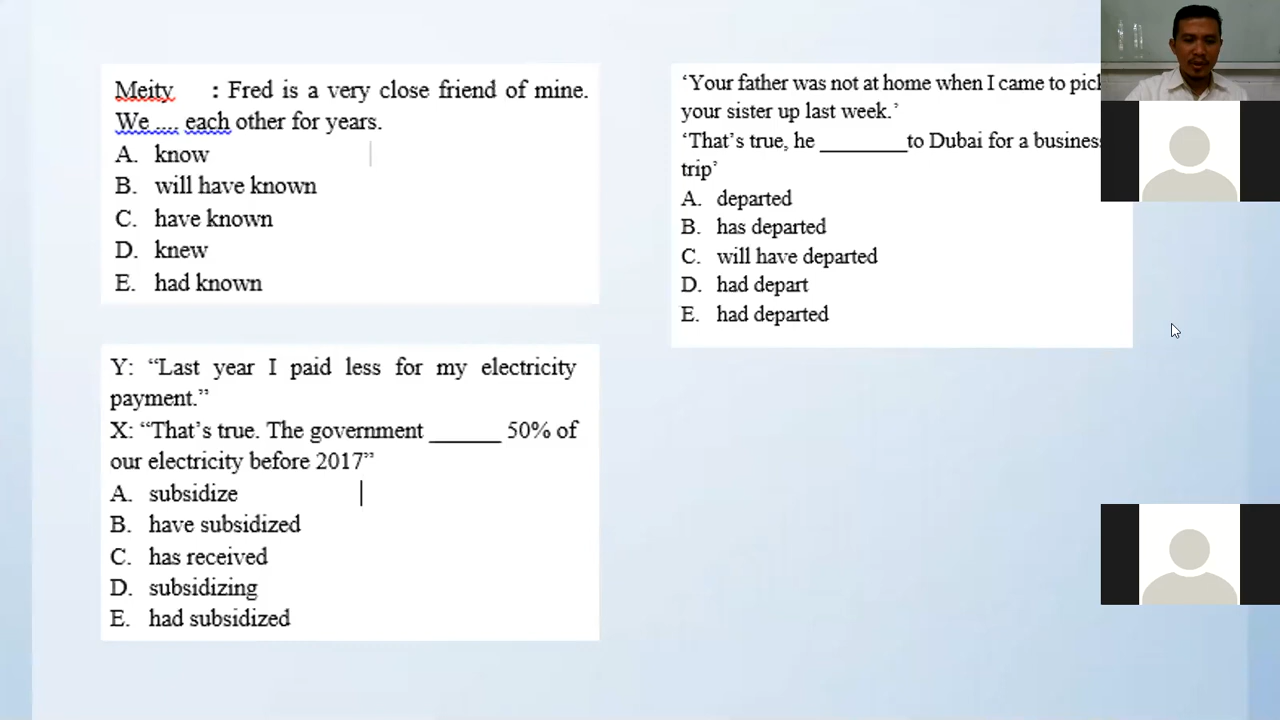 Meity : Fred is a very close friend of mine.
We .... each other for years.
A. know
B. will have known
C. have known
D. knew
E. had known
Y: “Last year I paid less for my electricity
payment.”
X: “That’s true. The government ______ 50% of
our electricity before 2017”
A. subsidize
B. have subsidized
C. has received
D. subsidizing
E. had subsidized
‘Your father was not at home when I came to pick
your sister up last week.’
‘That’s true, he ________to Dubai for a business
trip’
A. departed
B. has departed
C. will have departed
D. had depart
E. had departed